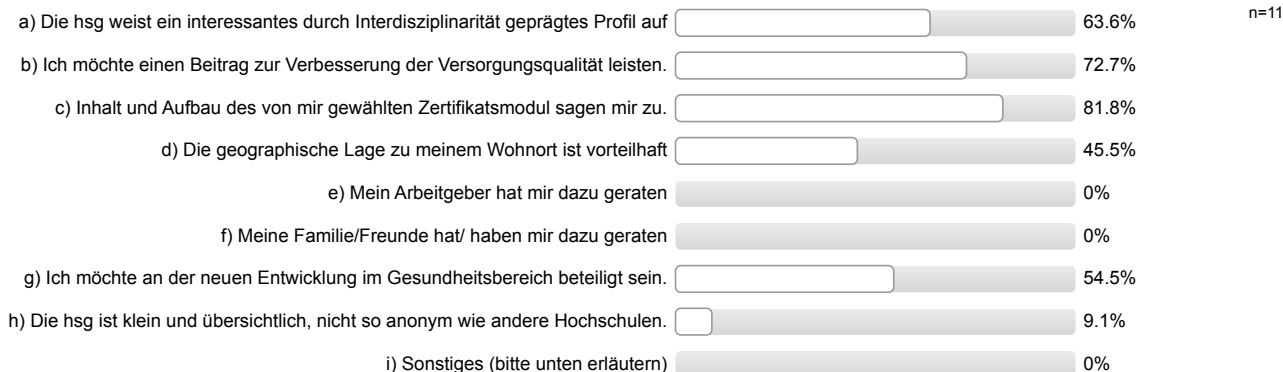 a) Die hsg weist ein interessantes durch Interdisziplinarität geprägtes Profil auf 63.6% n=11
b) Ich möchte einen Beitrag zur Verbesserung der Versorgungsqualität leisten. 72.7%
c) Inhalt und Aufbau des von mir gewählten Zertifikatsmodul sagen mir zu. 81.8%
d) Die geographische Lage zu meinem Wohnort ist vorteilhaft 45.5%
e) Mein Arbeitgeber hat mir dazu geraten 0%
f) Meine Familie/Freunde hat/ haben mir dazu geraten 0%
g) Ich möchte an der neuen Entwicklung im Gesundheitsbereich beteiligt sein. 54.5%
h) Die hsg ist klein und übersichtlich, nicht so anonym wie andere Hochschulen. 9.1%
i) Sonstiges (bitte unten erläutern) 0%